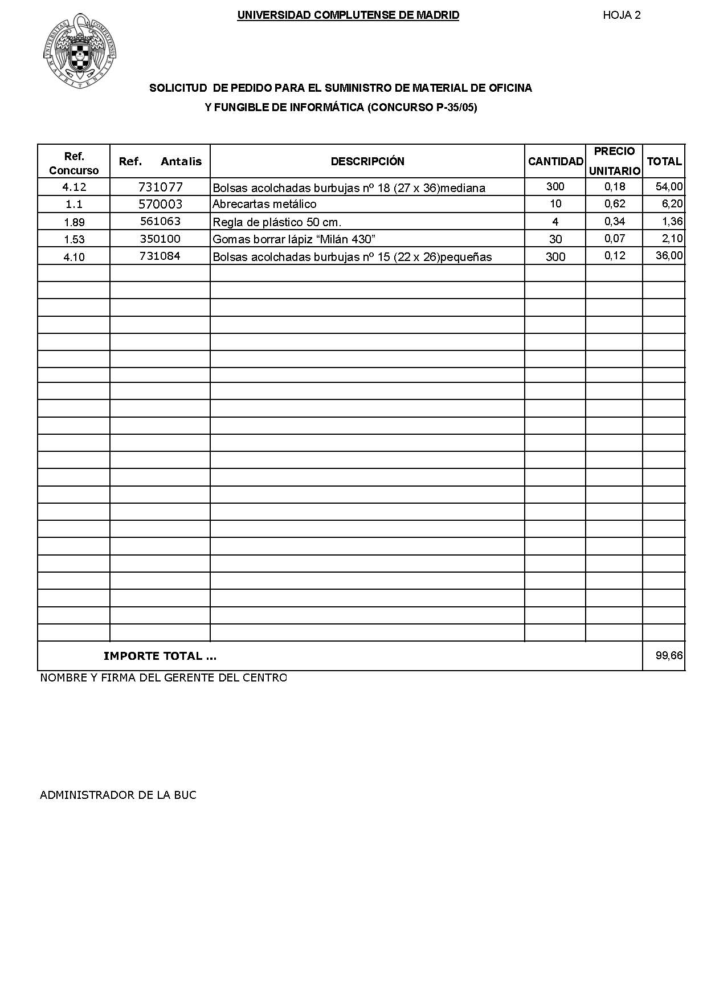 UNIVERSIDAD COMPLUTENSE DE MADRID HOJA 2
UNIVERSITAS COMPLUTENSIS
MATRITENSIS
SOLICITUD DE PEDIDO PARA EL SUMINISTRO DE MATERIAL DE OFICINA
Y FUNGIBLE DE INFORMÁTICA (CONCURSO P-35/05)
Ref. Concurso Ref. Antalis DESCRIPCIÓN CANTIDAD PRECIO UNITARIO TOTAL
4.12 731077 Bolsas acolchadas burbujas nº 18 (27 x 36)mediana 300 0,18 54,00
1.1 570003 Abrecartas metálico 10 0,62 6,20
1.89 561063 Regla de plástico 50 cm. 4 0,34 1,36
1.53 350100 Gomas borrar lápiz “Milán 430” 30 0,07 2,10
4.10 731084 Bolsas acolchadas burbujas nº 15 (22 x 26)pequeñas 300 0,12 36,00
IMPORTE TOTAL ... 99,66
NOMBRE Y FIRMA DEL GERENTE DEL CENTRO
ADMINISTRADOR DE LA BUC